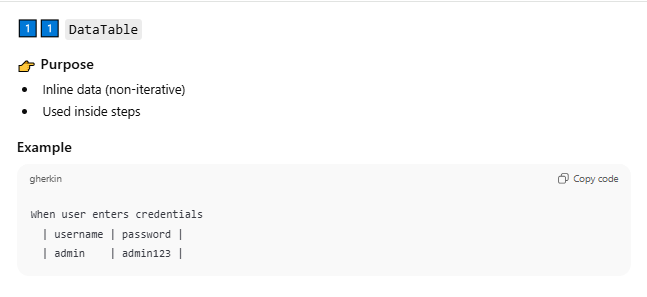 1 1 DataTable
Purpose
Inline data (non-iterative)
Used inside steps
Example
gherkin Copy code
When user enters credentials
| username | password |
| admin    | admin123 |